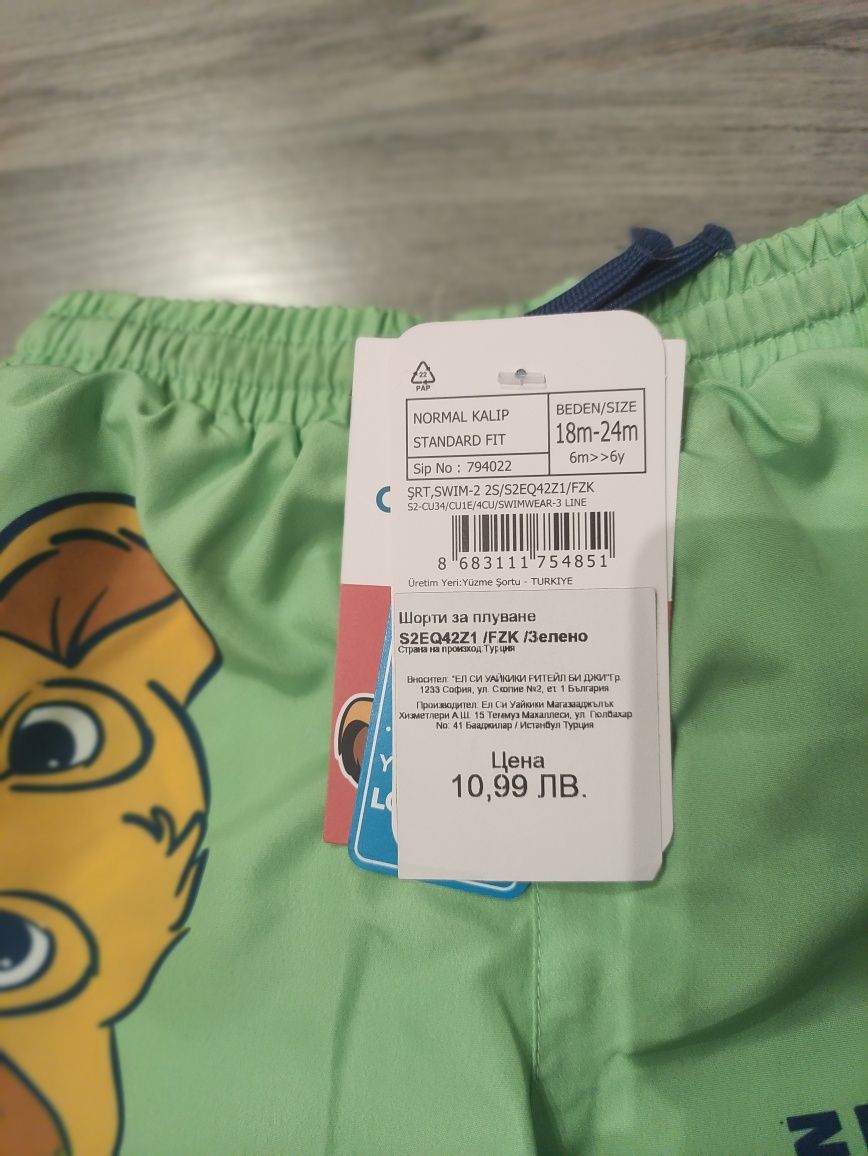 22
PAP
NORMAL KALIP
STANDARD FIT
Sip No : 794022
BEDEN/SIZE
18m-24m
6m>>6y
ŞRT,SWIM-2 2S/S2EQ42Z1/FZK
S2-CU34/CU1E/4CU/SWIMWEAR-3 LINE
8 683111 754851
Üretim Yeri:Yüzme Şortu - TURKIYE
Шорти за плуване
S2EQ42Z1 /FZK /Зелено
Страна на произход:Турция
Вносител: "ЕЛ СИ УАЙКИКИ РИТЕЙЛ БИ ДЖИ"Гр.
1233 София, ул. Скопие №2, ет. 1 България
Производител: Ел Си Уайкики Магазааджълък
Хизметлери А.Ш. 15 Теммуз Махаллеси, ул. Гюлбахар
No: 41 Бааджилар / Истанбул Турция
Цена
10,99 ЛВ.